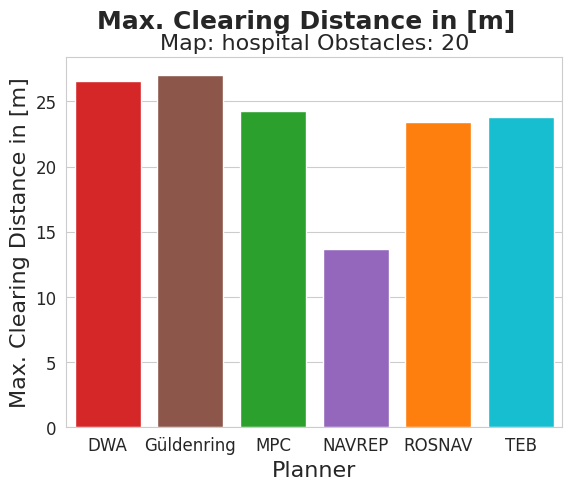 Max. Clearing Distance in [m]
Map: hospital Obstacles: 20
Max. Clearing Distance in [m]
25
20
15
10
5
0
DWA Güldenring MPC NAVREP ROSNAV TEB
Planner